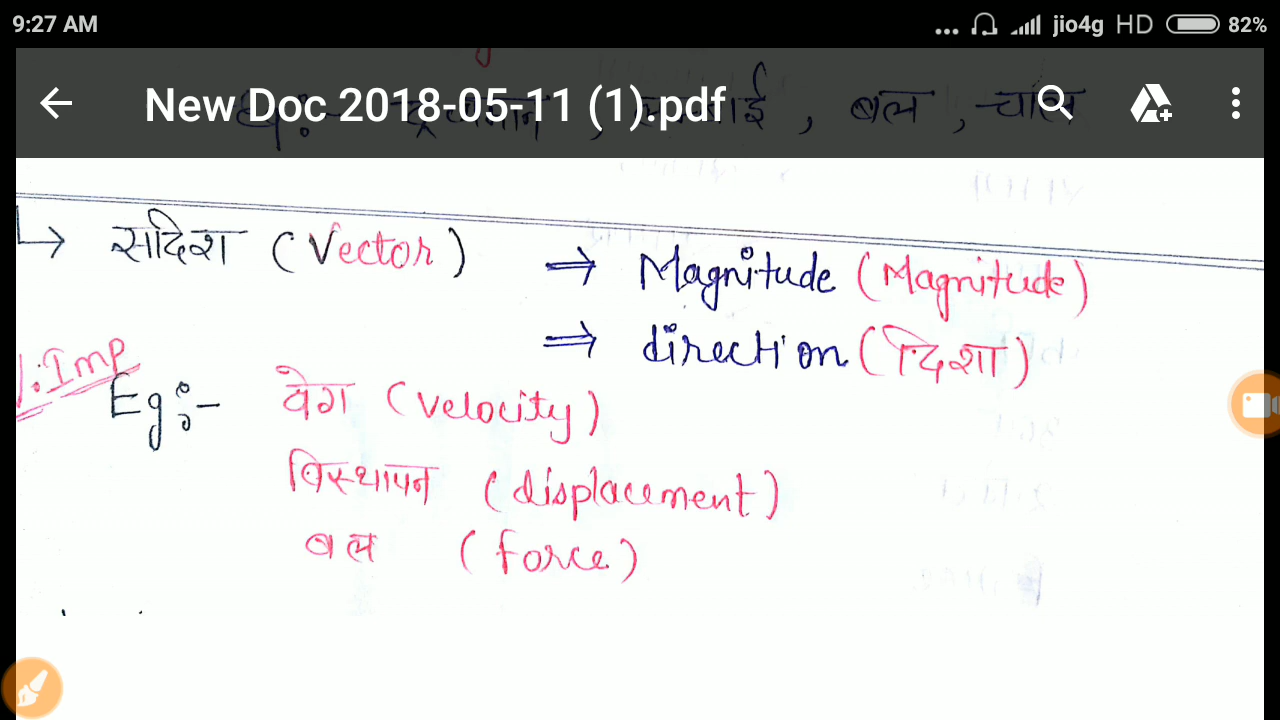 9:27 AM ... jio4g HD 82%
New Doc 2018-05-11 (1).pdf
बल , चाल
सदिश (Vector) ⇒ Magnitude (Magnitude)
⇒ direction (दिशा)
Imp
Eg:- वेग (velocity)
विस्थापन (displacement)
बल (force)